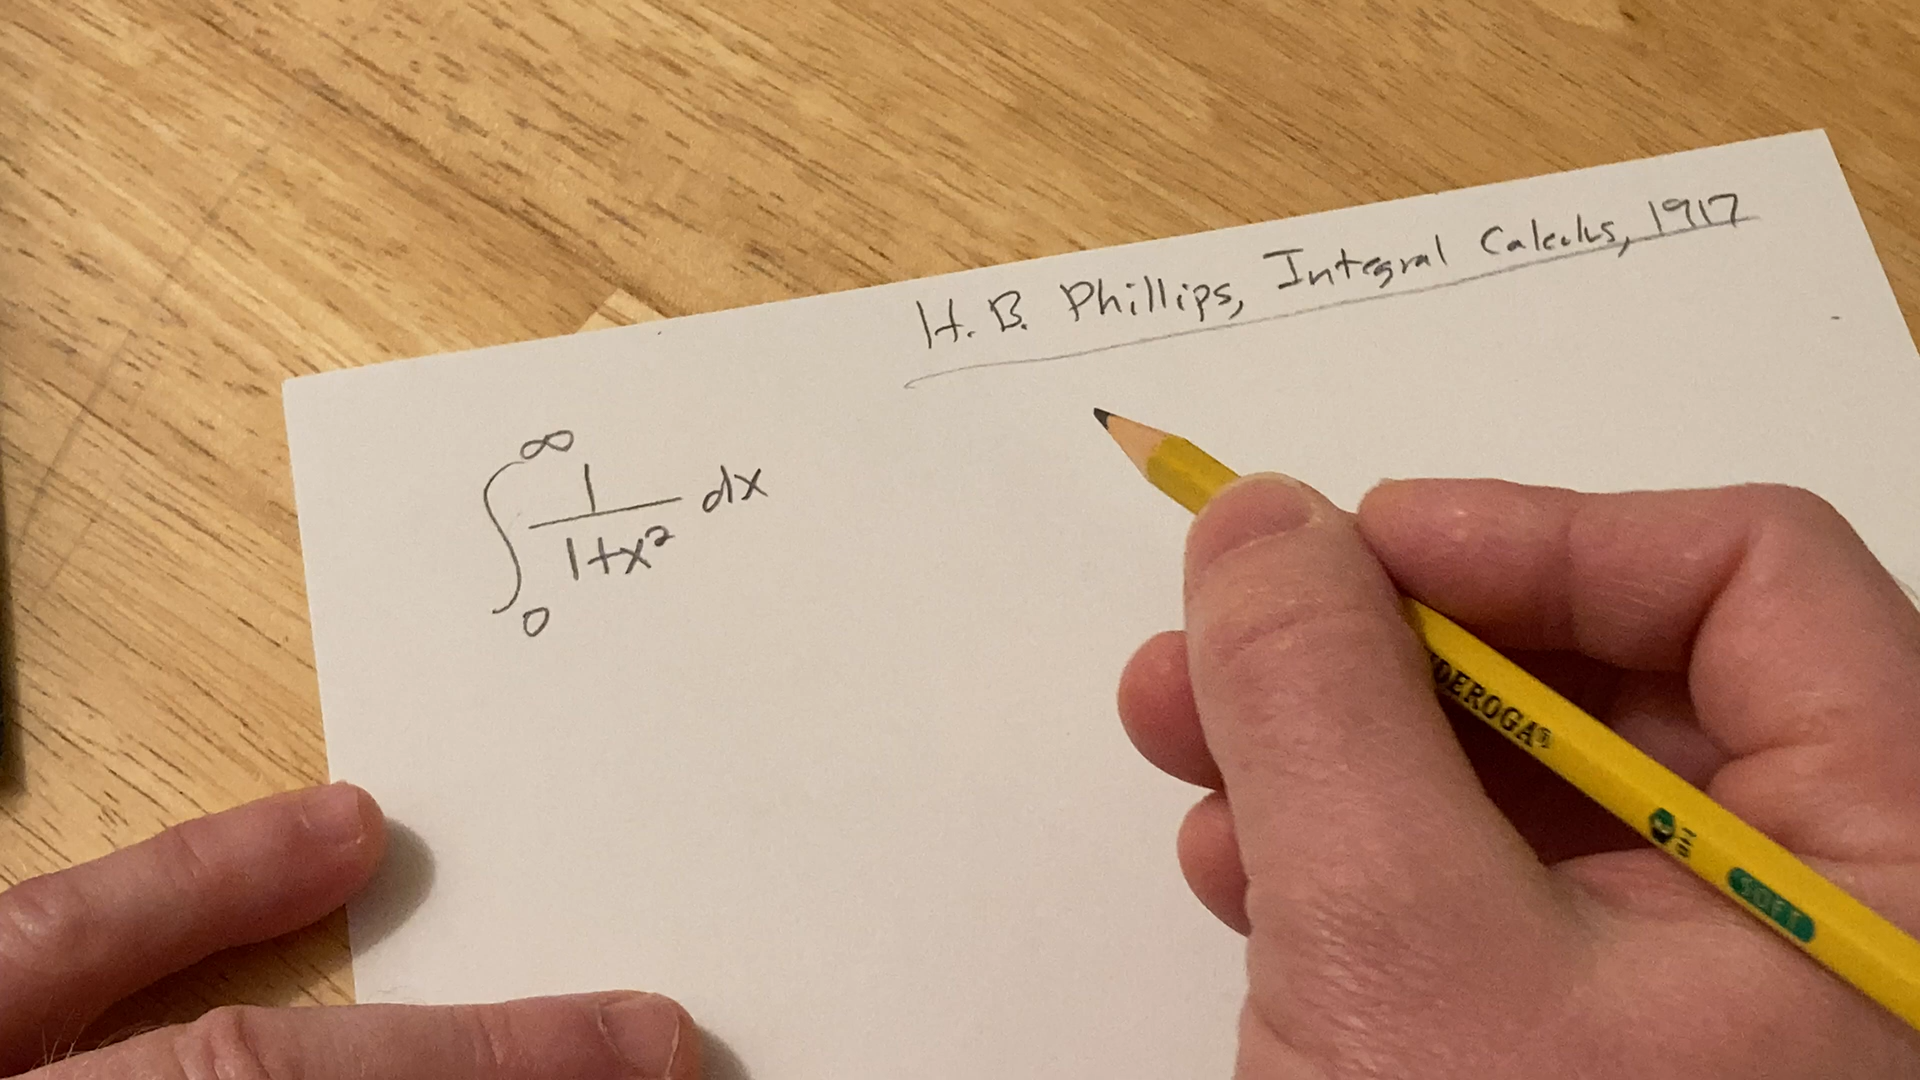 H. B. Phillips, Integral Calculus, 1917
∫₀^∞ 1/(1+x²) dx
DEROGA®
SOFT